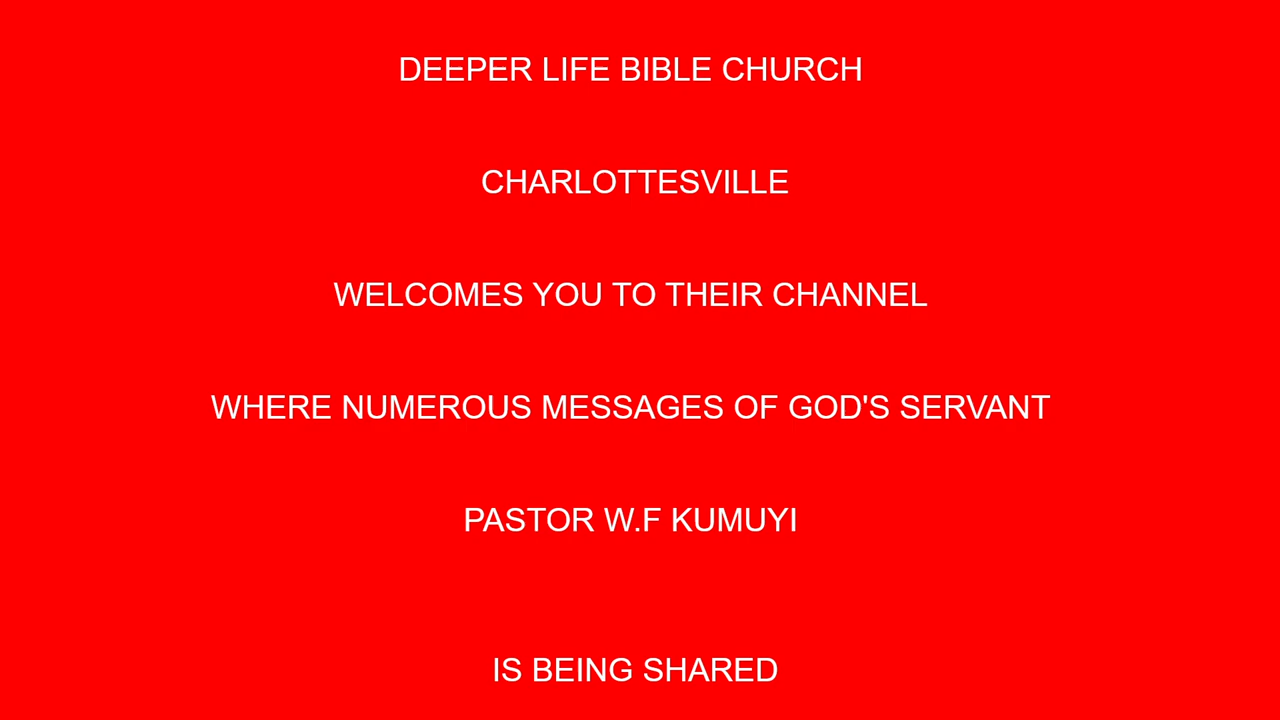 DEEPER LIFE BIBLE CHURCH
CHARLOTTESVILLE
WELCOMES YOU TO THEIR CHANNEL
WHERE NUMEROUS MESSAGES OF GOD'S SERVANT
PASTOR W.F KUMUYI
IS BEING SHARED